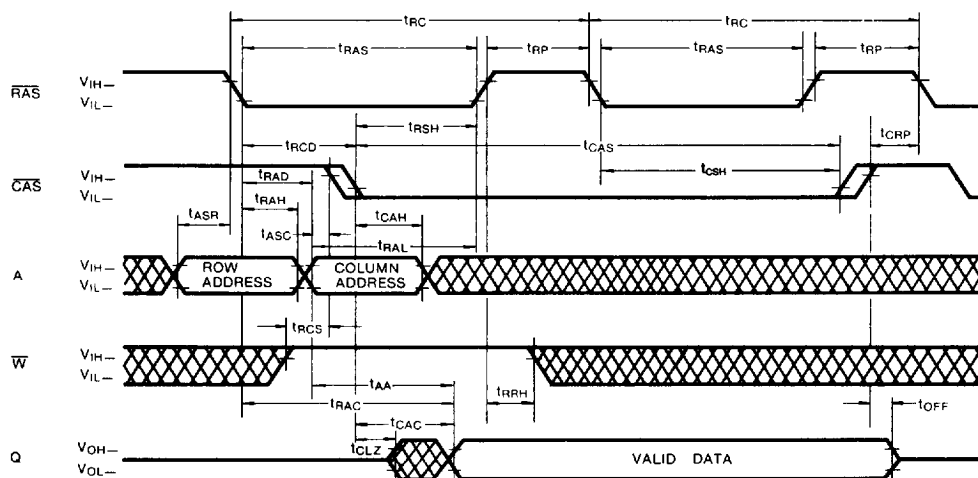 tRC tRC
tRAS tRP tRAS tRP
RAS VIH— VIL—
tRSH tCRP
tRCD tCAS
CAS VIH— VIL—
tRAD tCSH
tRAH tCAH
tASR tASC tRAL
A VIH— VIL— ROW ADDRESS COLUMN ADDRESS
tRCS
W VIH— VIL—
tAA
tRAC tRRH tOFF
tCAC
tCLZ
Q VOH— VOL— VALID DATA